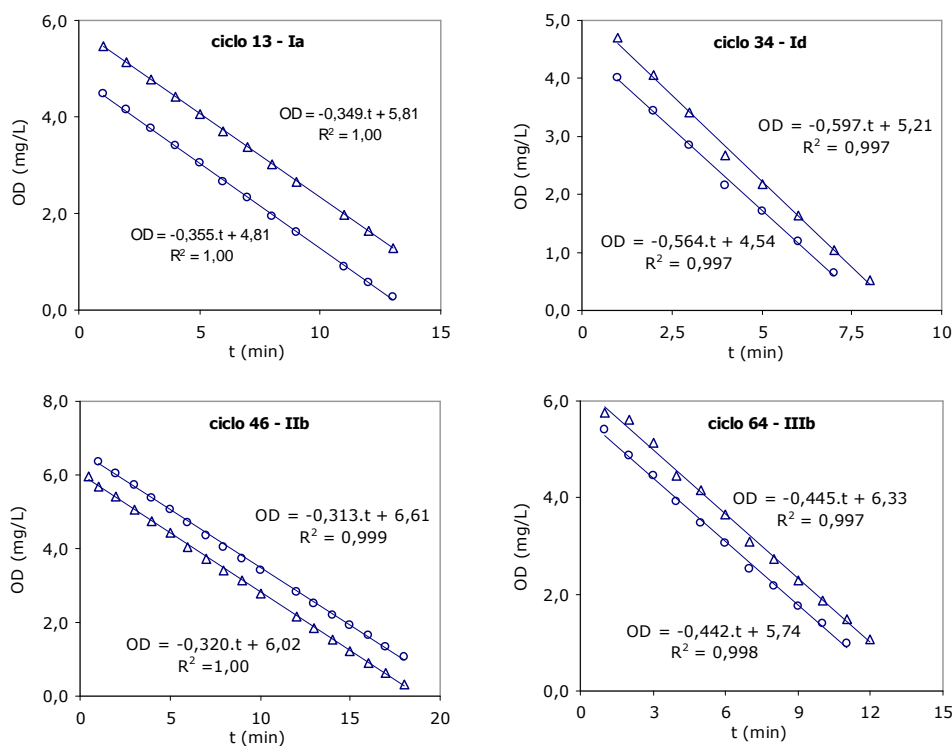 ciclo 13 - Ia
OD (mg/L)
6,0
4,0
2,0
0,0
OD= -0,349.t + 5,81
R² = 1,00
OD= -0,355.t + 4,81
R² = 1,00
0 5 10 15
t (min)
ciclo 34 - Id
OD (mg/L)
5,0
4,0
3,0
2,0
1,0
0,0
OD = -0,597.t + 5,21
R² = 0,997
OD = -0,564.t + 4,54
R² = 0,997
0 2,5 5 7,5 10
t (min)
ciclo 46 - IIb
OD (mg/L)
8,0
6,0
4,0
2,0
0,0
OD = -0,313.t + 6,61
R² = 0,999
OD = -0,320.t + 6,02
R² =1,00
0 5 10 15 20
t (min)
ciclo 64 - IIIb
OD (mg/L)
6,0
4,0
2,0
0,0
OD = -0,445.t + 6,33
R² = 0,997
OD = -0,442.t + 5,74
R² = 0,998
0 3 6 9 12 15
t (min)